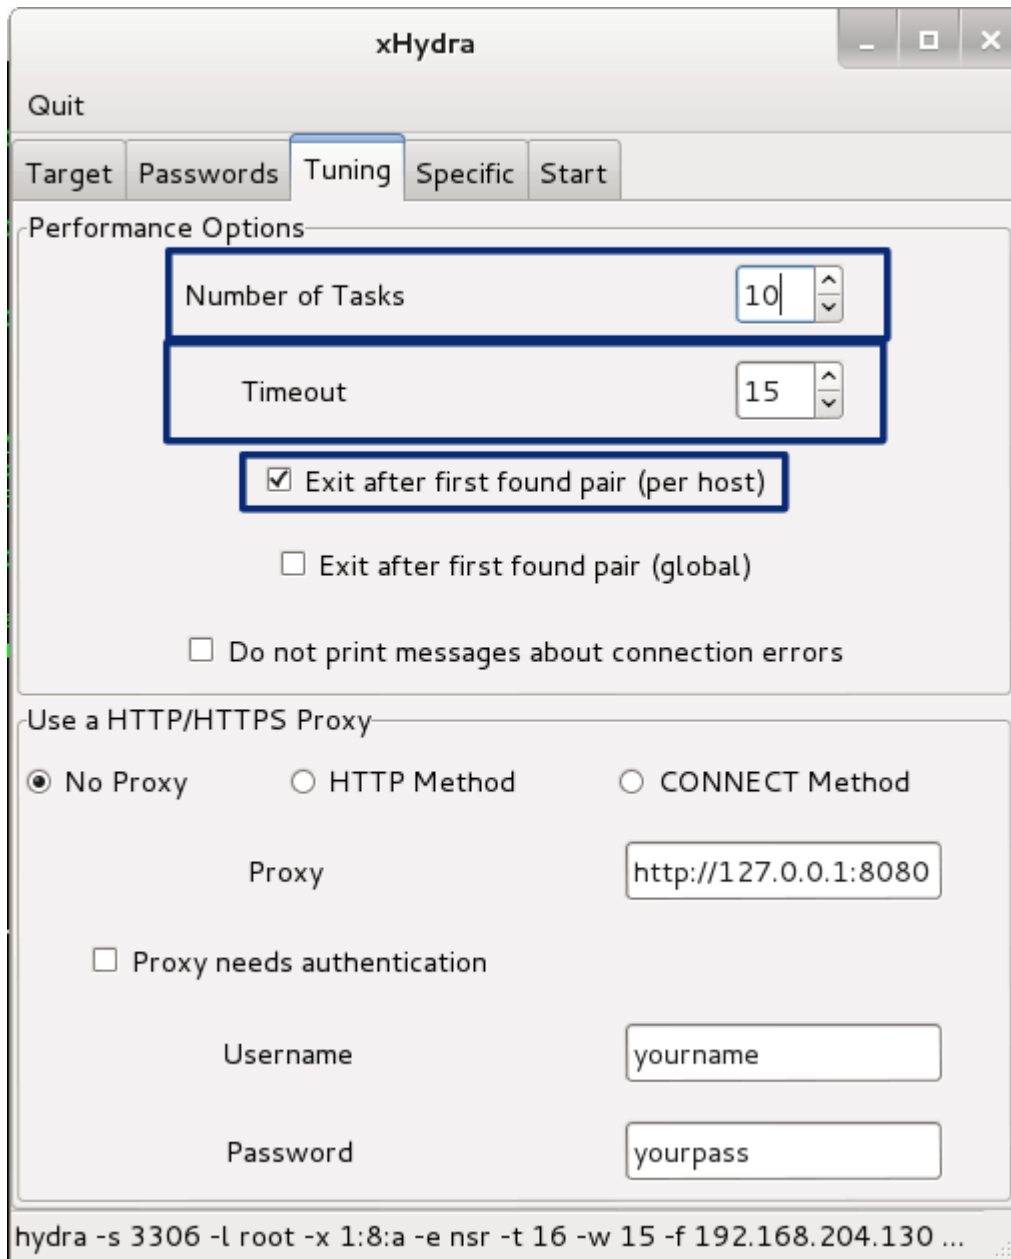 xHydra
Quit
Target Passwords Tuning Specific Start
Performance Options
Number of Tasks 10
Timeout 15
Exit after first found pair (per host)
Exit after first found pair (global)
Do not print messages about connection errors
Use a HTTP/HTTPS Proxy
No Proxy HTTP Method CONNECT Method
Proxy http://127.0.0.1:8080
Proxy needs authentication
Username yourname
Password yourpass
hydra -s 3306 -l root -x 1:8:a -e nsr -t 16 -w 15 -f 192.168.204.130 ...